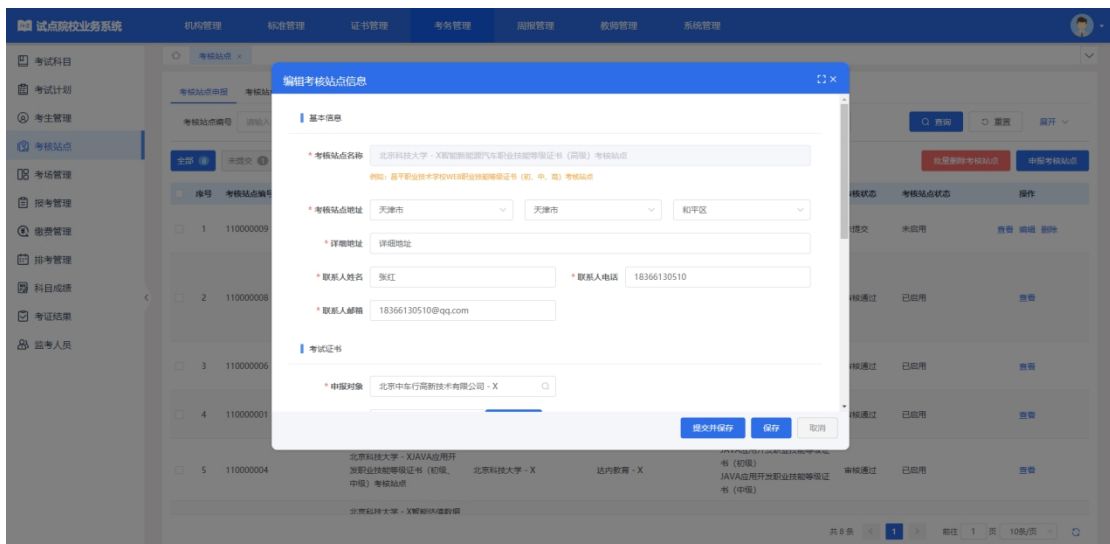 试点院校业务系统
机构管理 标准管理 证书管理 考务管理 周报管理 教师管理 系统管理
考试科目
考试计划
考生管理
考核站点
考场管理
报考管理
缴费管理
排考管理
科目成绩
考证结果
监考人员
考核站点 ×
考核站点申报 考核站
考核站点编号 请输入
查询 重置 展开
全部 未提交
批量删除考核站点 申报考核站点
序号 考核站点编号 审核状态 考核站点状态 操作
1 110000009 未启用 查看 编辑 删除
2 110000008 审核通过 已启用 查看
3 110000006 审核通过 已启用 查看
4 110000001 审核通过 已启用 查看
5 110000004 北京科技大学 - XJAVA应用开
发职业技能等级证书（初级、
中级）考核站点
北京科技大学 - X 达内教育 - X
书（初级）
JAVA应用开发职业技能等级证
书（中级）
审核通过 已启用 查看
共 8 条 1 前往 1 页 10条/页
编辑考核站点信息
基本信息
* 考核站点名称 北京科技大学 - X智能新能源汽车职业技能等级证书（高级）考核站点
例如：昌平职业技术学校WEB职业技能等级证书（初、中、高）考核站点
* 考核站点地址 天津市 天津市 和平区
* 详细地址 详细地址
* 联系人姓名 张红 * 联系人电话 18366130510
* 联系人邮箱 18366130510@qq.com
考试证书
* 申报对象 北京中车行高新技术有限公司 - X
提交并保存 保存 取消